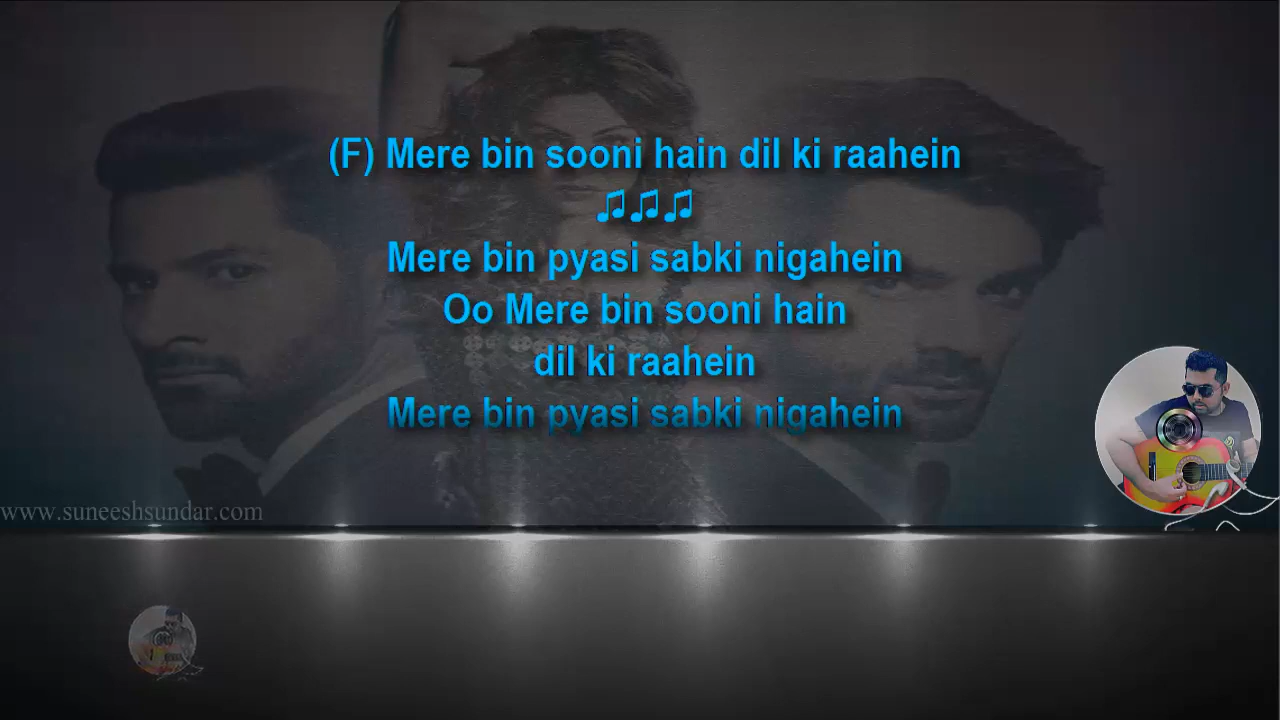 (F) Mere bin sooni hain dil ki raahein
♫♫♫
Mere bin pyasi sabki nigahein
Oo Mere bin sooni hain
dil ki raahein
Mere bin pyasi sabki nigahein
www.suneeshsundar.com